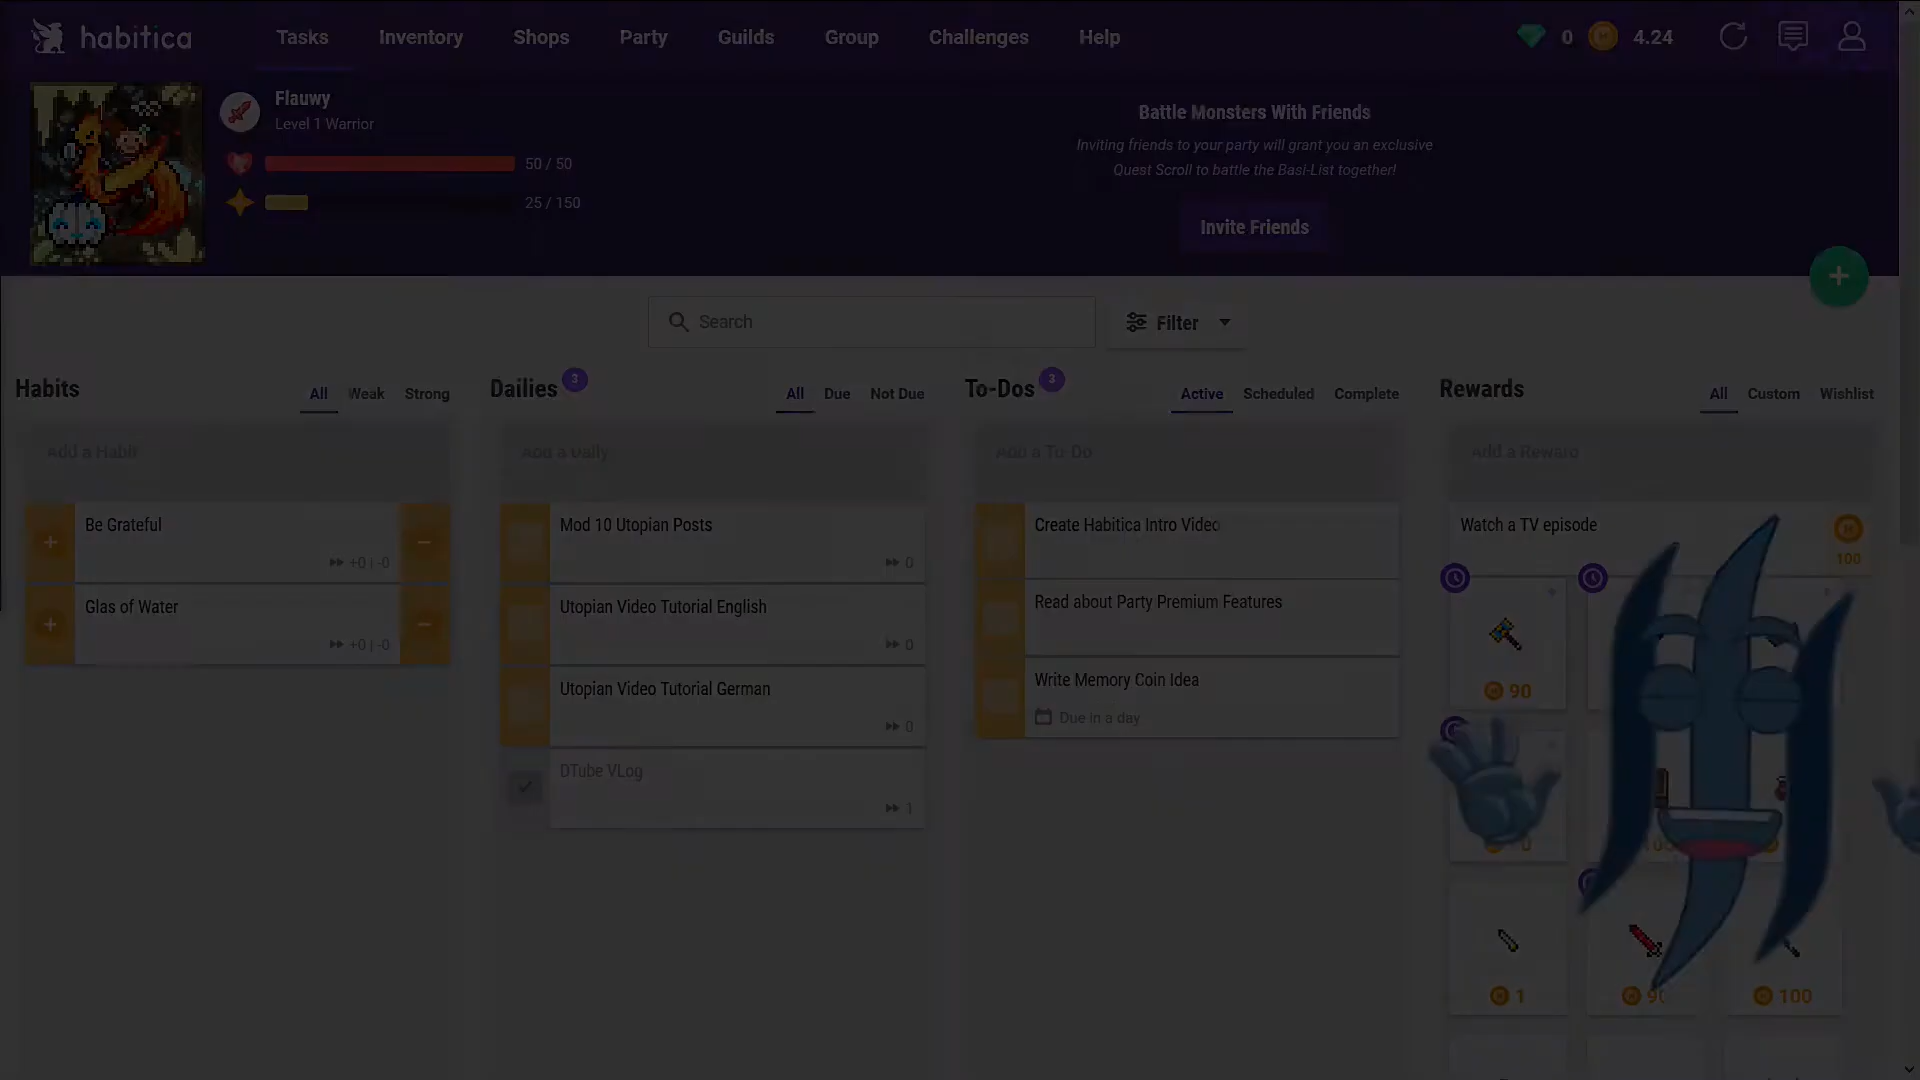 habitica
Tasks
Inventory
Shops
Party
Guilds
Group
Challenges
Help
0
4.24
Flauwy
Level 1 Warrior
50 / 50
25 / 150
Battle Monsters With Friends
Inviting friends to your party will grant you an exclusive
Quest Scroll to battle the Basi-List together!
Invite Friends
Search
Filter
Habits
All Weak Strong
Add a Habit
Be Grateful
+0 | -0
Glas of Water
+0 | -0
Dailies 3
All Due Not Due
Add a Daily
Mod 10 Utopian Posts
0
Utopian Video Tutorial English
0
Utopian Video Tutorial German
0
DTube VLog
1
To-Dos 3
Active Scheduled Complete
Add a To-Do
Create Habitica Intro Video
Read about Party Premium Features
Write Memory Coin Idea
Due in a day
Rewards
All Custom Wishlist
Add a Reward
Watch a TV episode
100
90
1
100